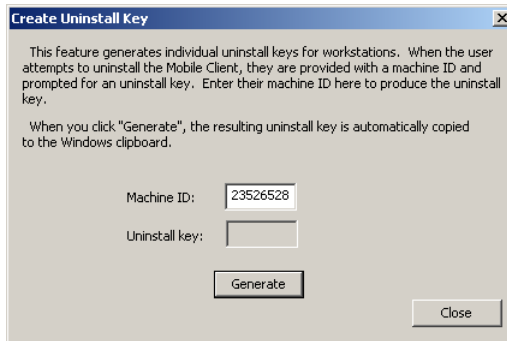 Create Uninstall Key
This feature generates individual uninstall keys for workstations. When the user
attempts to uninstall the Mobile Client, they are provided with a machine ID and
prompted for an uninstall key. Enter their machine ID here to produce the uninstall
key.
When you click "Generate", the resulting uninstall key is automatically copied
to the Windows clipboard.
Machine ID: 23526528
Uninstall key:
Generate
Close